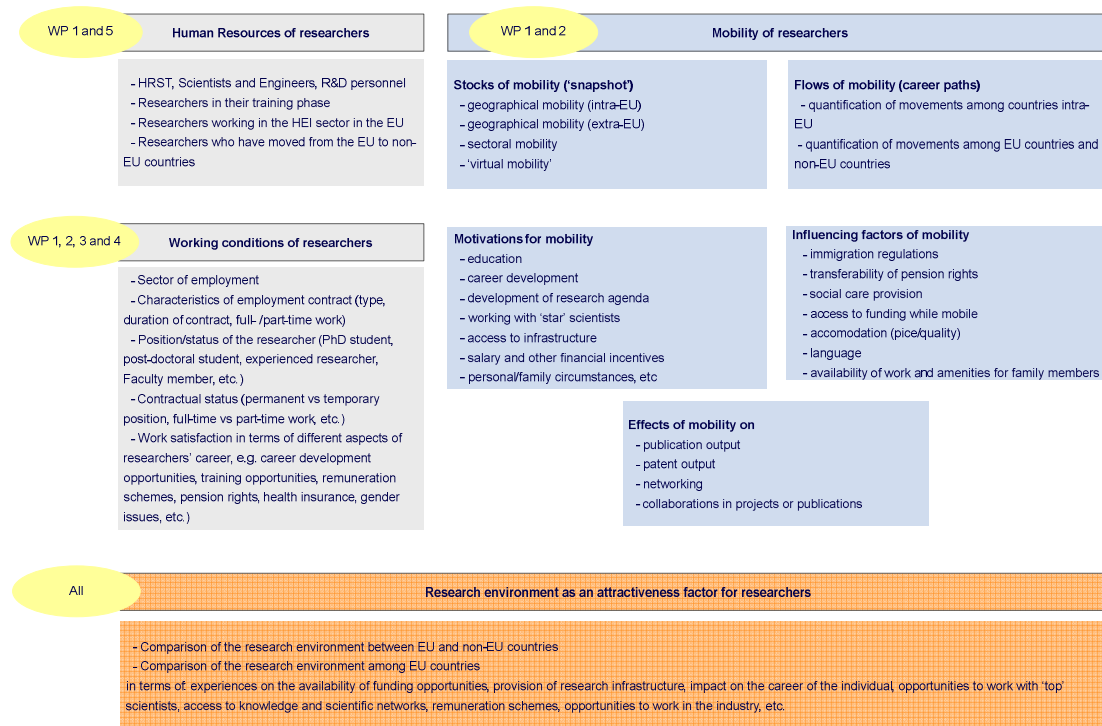 WP 1 and 5
Human Resources of researchers
- HRST, Scientists and Engineers, R&D personnel
- Researchers in their training phase
- Researchers working in the HEI sector in the EU
- Researchers who have moved from the EU to non-
EU countries
WP 1 and 2
Mobility of researchers
Stocks of mobility (‘snapshot’)
- geographical mobility (intra-EU)
- geographical mobility (extra-EU)
- sectoral mobility
- ‘virtual mobility’
Flows of mobility (career paths)
- quantification of movements among countries intra-
EU
- quantification of movements among EU countries and
non-EU countries
WP 1, 2, 3 and 4
Working conditions of researchers
- Sector of employment
- Characteristics of employment contract (type,
duration of contract, full- /part-time work)
- Position/status of the researcher (PhD student,
post-doctoral student, experienced researcher,
Faculty member, etc.)
- Contractual status (permanent vs temporary
position, full-time vs part-time work, etc.)
- Work satisfaction in terms of different aspects of
researchers’ career, e.g. career development
opportunities, training opportunities, remuneration
schemes, pension rights, health insurance, gender
issues, etc.)
Motivations for mobility
- education
- career development
- development of research agenda
- working with ‘star’ scientists
- access to infrastructure
- salary and other financial incentives
- personal/family circumstances, etc
Influencing factors of mobility
- immigration regulations
- transferability of pension rights
- social care provision
- access to funding while mobile
- accomodation (pice/quality)
- language
- availability of work and amenities for family members
Effects of mobility on
- publication output
- patent output
- networking
- collaborations in projects or publications
All
Research environment as an attractiveness factor for researchers
- Comparison of the research environment between EU and non-EU countries
- Comparison of the research environment among EU countries
in terms of: experiences on the availability of funding opportunities, provision of research infrastructure, impact on the career of the individual, opportunities to work with ‘top’
scientists, access to knowledge and scientific networks, remuneration schemes, opportunities to work in the industry, etc.